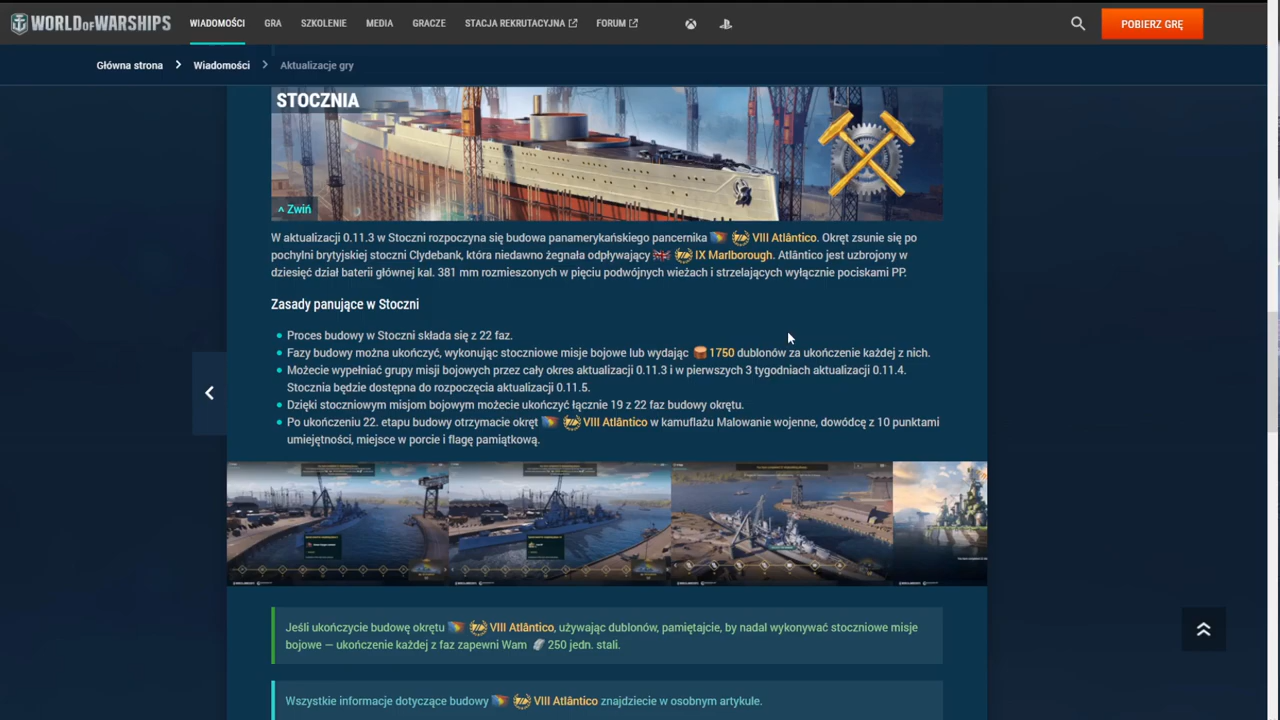 WORLD OF WARSHIPS WIADOMOŚCI GRA SZKOLENIE MEDIA GRACZE STACJA REKRUTACYJNA FORUM POBIERZ GRĘ
Główna strona Wiadomości Aktualizacje gry
STOCZNIA
^ Zwiń
W aktualizacji 0.11.3 w Stoczni rozpoczyna się budowa panamerykańskiego pancernika VIII Atlântico. Okręt zsunie się po
pochylni brytyjskiej stoczni Clydebank, która niedawno żegnała odpływający IX Marlborough. Atlântico jest uzbrojony w
dziesięć dział baterii głównej kal. 381 mm rozmieszonych w pięciu podwójnych wieżach i strzelających wyłącznie pociskami PP.
Zasady panujące w Stoczni
Proces budowy w Stoczni składa się z 22 faz.
Fazy budowy można ukończyć, wykonując stoczniowe misje bojowe lub wydając 1750 dublonów za ukończenie każdej z nich.
Możecie wypełniać grupy misji bojowych przez cały okres aktualizacji 0.11.3 i w pierwszych 3 tygodniach aktualizacji 0.11.4.
Stocznia będzie dostępna do rozpoczęcia aktualizacji 0.11.5.
Dzięki stoczniowym misjom bojowym możecie ukończyć łącznie 19 z 22 faz budowy okrętu.
Po ukończeniu 22. etapu budowy otrzymacie okręt VIII Atlântico w kamuflażu Malowanie wojenne, dowódcę z 10 punktami
umiejętności, miejsce w porcie i flagę pamiątkową.
Jeśli ukończycie budowę okrętu VIII Atlântico, używając dublonów, pamiętajcie, by nadal wykonywać stoczniowe misje
bojowe — ukończenie każdej z faz zapewni Wam 250 jedn. stali.
Wszystkie informacje dotyczące budowy VIII Atlântico znajdziecie w osobnym artykule.